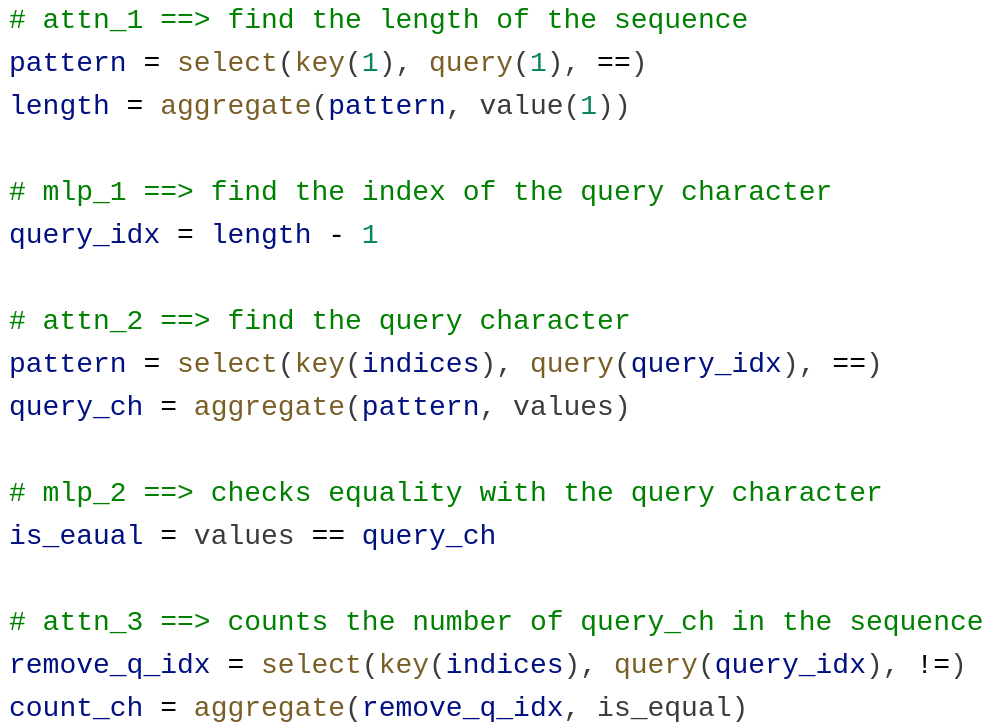 # attn_1 ==> find the length of the sequence
pattern = select(key(1), query(1), ==)
length = aggregate(pattern, value(1))
# mlp_1 ==> find the index of the query character
query_idx = length - 1
# attn_2 ==> find the query character
pattern = select(key(indices), query(query_idx), ==)
query_ch = aggregate(pattern, values)
# mlp_2 ==> checks equality with the query character
is_eaual = values == query_ch
# attn_3 ==> counts the number of query_ch in the sequence
remove_q_idx = select(key(indices), query(query_idx), !=)
count_ch = aggregate(remove_q_idx, is_equal)